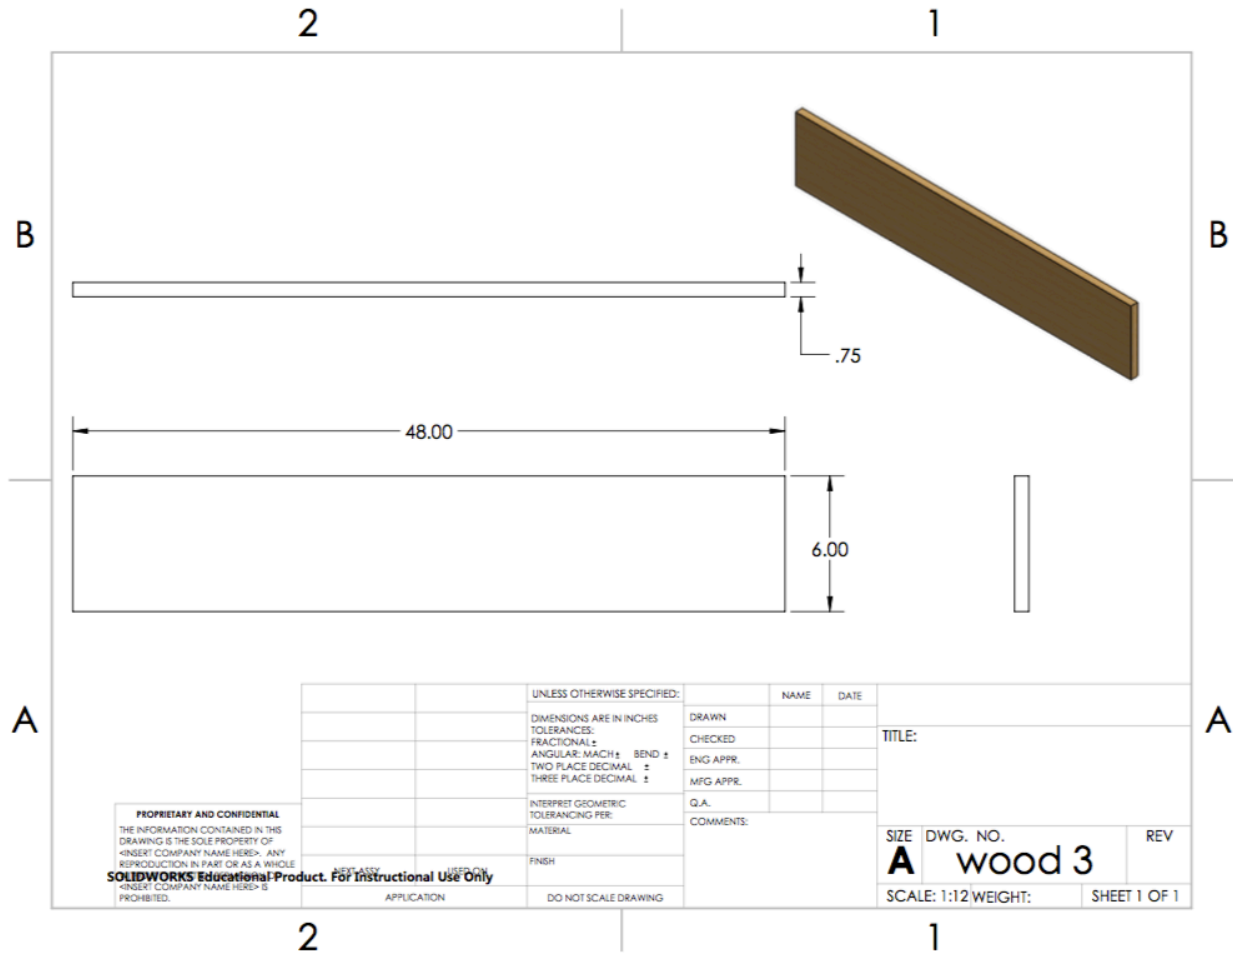 2 1
B B
.75
48.00
6.00
A A
UNLESS OTHERWISE SPECIFIED:
DIMENSIONS ARE IN INCHES
TOLERANCES:
FRACTIONAL±
ANGULAR: MACH± BEND ±
TWO PLACE DECIMAL ±
THREE PLACE DECIMAL ±
INTERPRET GEOMETRIC
TOLERANCING PER:
MATERIAL
FINISH
DO NOT SCALE DRAWING
NAME DATE
DRAWN
CHECKED
ENG APPR.
MFG APPR.
Q.A.
COMMENTS:
TITLE:
SIZE DWG. NO. REV
A wood 3
SCALE: 1:12 WEIGHT: SHEET 1 OF 1
PROPRIETARY AND CONFIDENTIAL
THE INFORMATION CONTAINED IN THIS
DRAWING IS THE SOLE PROPERTY OF
<INSERT COMPANY NAME HERE>. ANY
REPRODUCTION IN PART OR AS A WHOLE
<INSERT COMPANY NAME HERE> IS
PROHIBITED.
NEXT ASSY USED ON
SOLIDWORKS Educational Product. For Instructional Use Only
APPLICATION
2 1